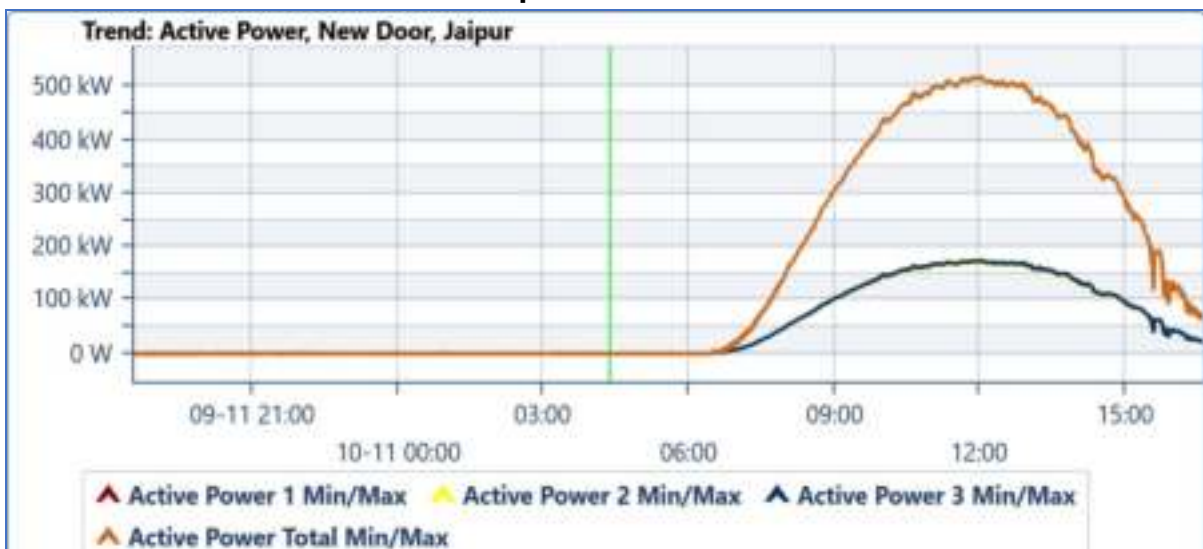 Trend: Active Power, New Door, Jaipur
500 kW
400 kW
300 kW
200 kW
100 kW
0 W
09-11 21:00 03:00 09:00 15:00
10-11 00:00 06:00 12:00
Active Power 1 Min/Max Active Power 2 Min/Max Active Power 3 Min/Max
Active Power Total Min/Max